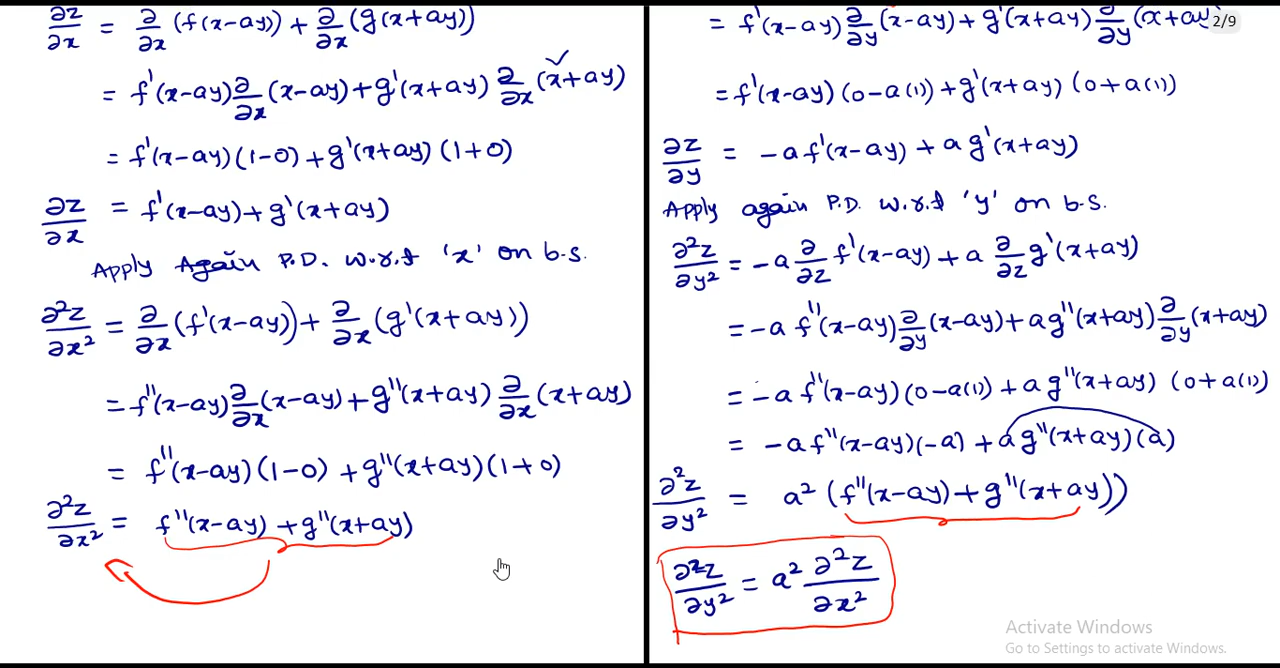 ∂z/∂x = ∂/∂x (f(x-ay)) + ∂/∂x (g(x+ay))
= f'(x-ay) ∂/∂x (x-ay) + g'(x+ay) ∂/∂x (x+ay)
= f'(x-ay) (1-0) + g'(x+ay) (1+0)
∂z/∂x = f'(x-ay) + g'(x+ay)
Apply Again P.D. w.r.t 'x' on b.s.
∂²z/∂x² = ∂/∂x (f'(x-ay)) + ∂/∂x (g'(x+ay))
= f''(x-ay) ∂/∂x (x-ay) + g''(x+ay) ∂/∂x (x+ay)
= f''(x-ay) (1-0) + g''(x+ay) (1+0)
∂²z/∂x² = f''(x-ay) + g''(x+ay)
= f'(x-ay) ∂/∂y (x-ay) + g'(x+ay) ∂/∂y (x+ay)
2/9
= f'(x-ay) (0-a(1)) + g'(x+ay) (0+a(1))
∂z/∂y = -a f'(x-ay) + a g'(x+ay)
Apply again P.D. w.r.t 'y' on b.s.
∂²z/∂y² = -a ∂/∂z f'(x-ay) + a ∂/∂z g'(x+ay)
= -a f''(x-ay) ∂/∂y (x-ay) + a g''(x+ay) ∂/∂y (x+ay)
= -a f''(x-ay) (0-a(1)) + a g''(x+ay) (0+a(1))
= -a f''(x-ay)(-a) + a g''(x+ay)(a)
∂²z/∂y² = a² (f''(x-ay) + g''(x+ay))
∂²z/∂y² = a² ∂²z/∂x²
Activate Windows
Go to Settings to activate Windows.